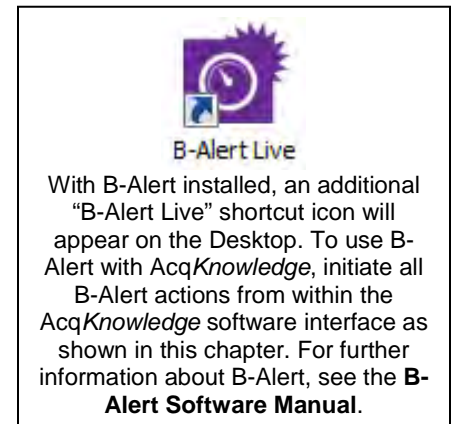 B-Alert Live
With B-Alert installed, an additional
“B-Alert Live” shortcut icon will
appear on the Desktop. To use B-
Alert with AcqKnowledge, initiate all
B-Alert actions from within the
AcqKnowledge software interface as
shown in this chapter. For further
information about B-Alert, see the B-
Alert Software Manual.